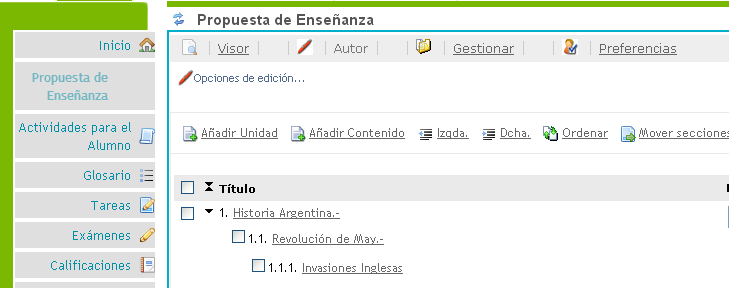 Propuesta de Enseñanza
Visor Autor Gestionar Preferencias
Opciones de edición...
Añadir Unidad Añadir Contenido Izqda. Dcha. Ordenar Mover secciones
Título
1. Historia Argentina.-
1.1. Revolución de May.-
1.1.1. Invasiones Inglesas
Inicio
Propuesta de
Enseñanza
Actividades para el
Alumno
Glosario
Tareas
Exámenes
Calificaciones